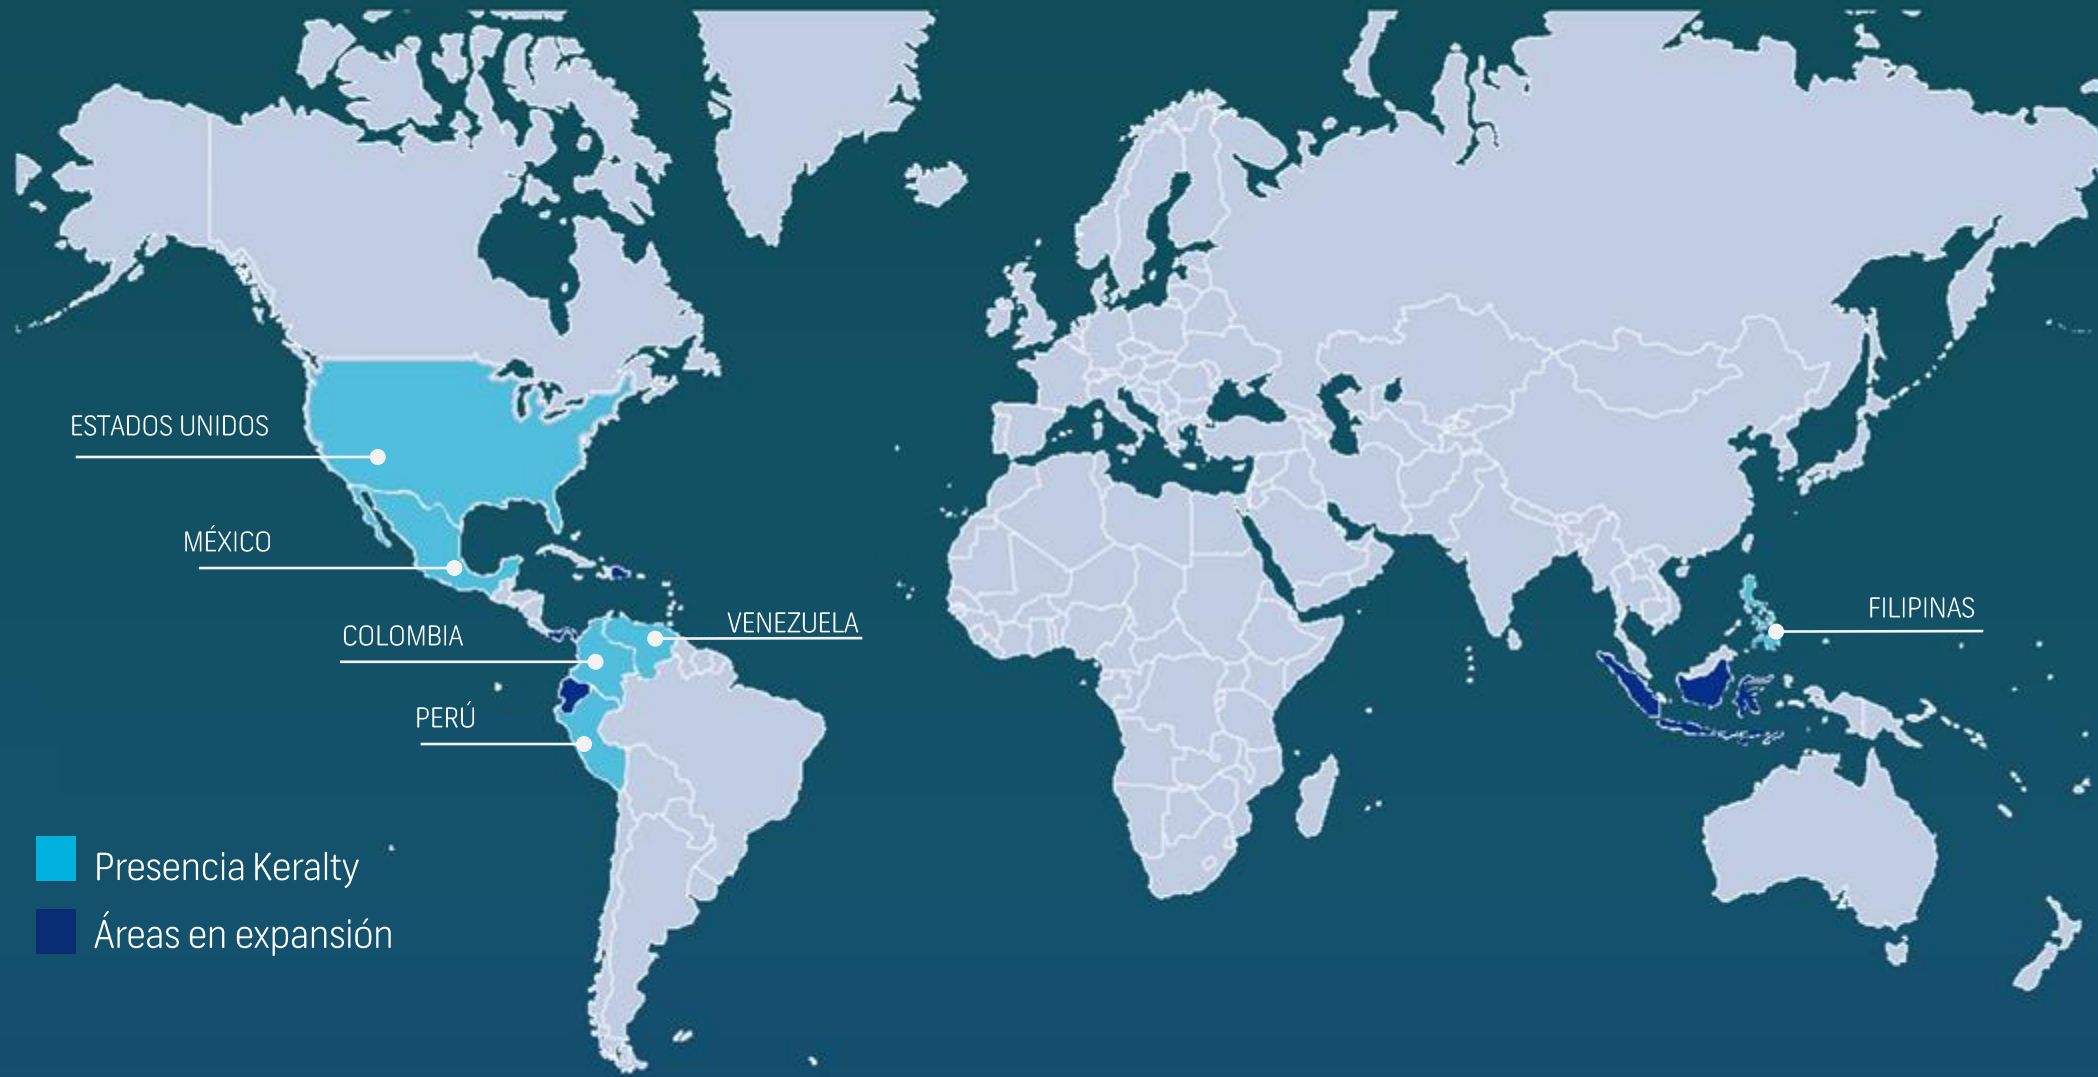 ESTADOS UNIDOS
MÉXICO
COLOMBIA
VENEZUELA
FILIPINAS
PERÚ
Presencia Keralty
Áreas en expansión